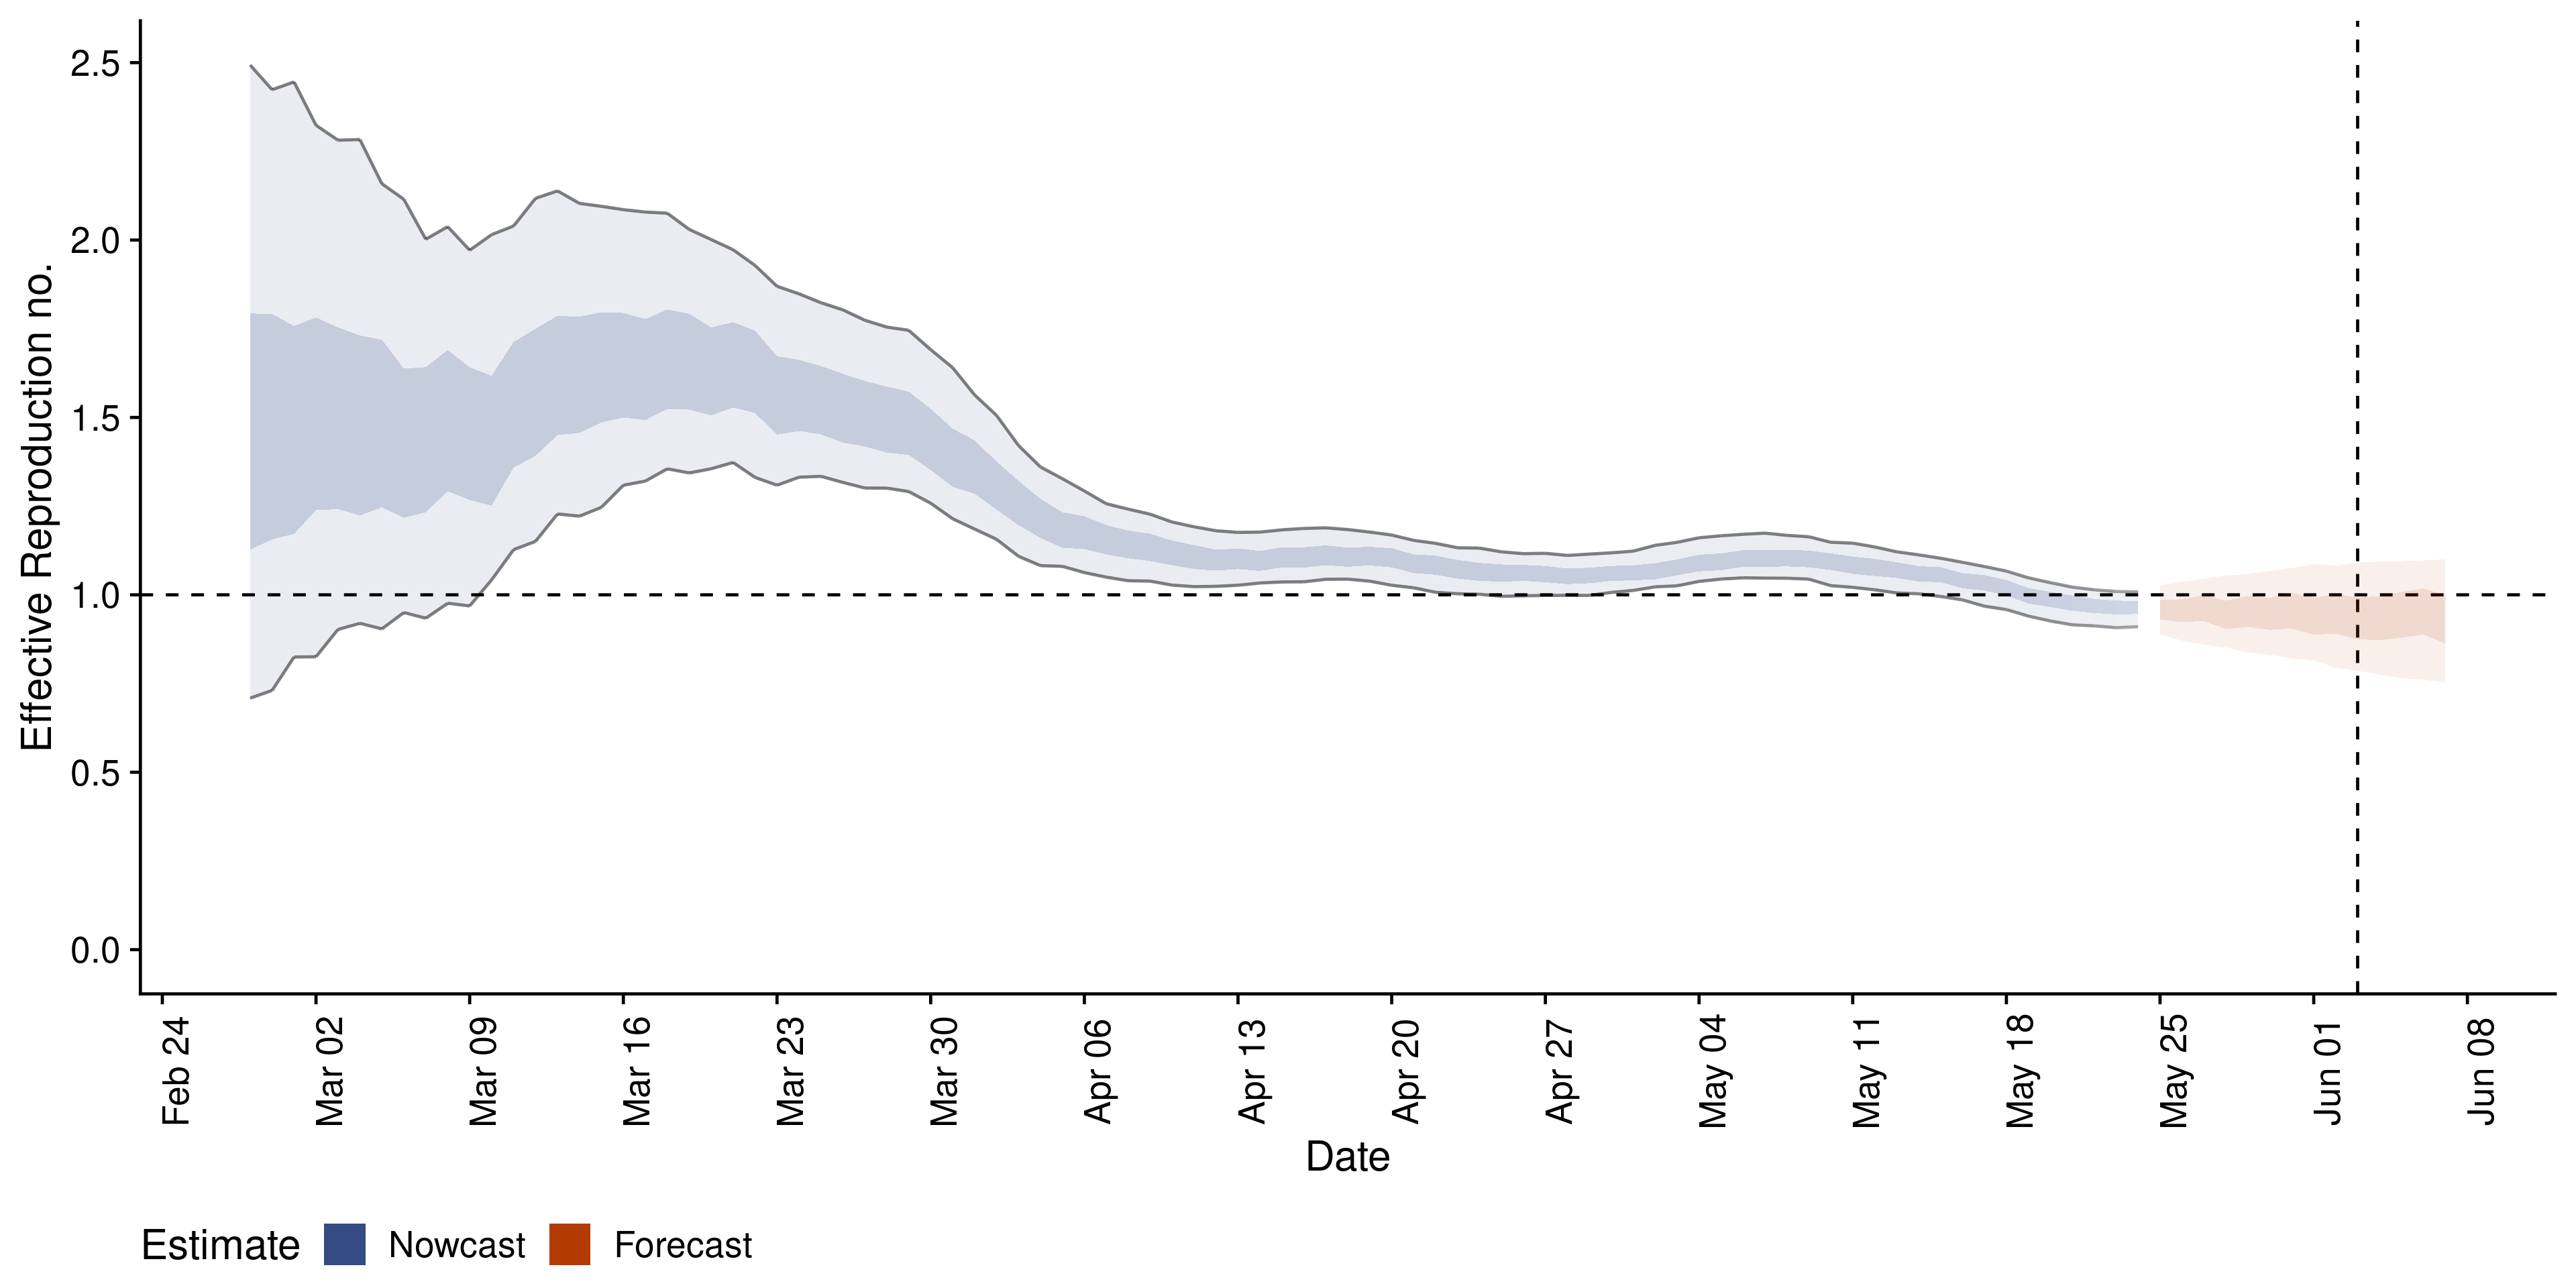 Effective Reproduction no.
2.5
2.0
1.5
1.0
0.5
0.0
Feb 24
Mar 02
Mar 09
Mar 16
Mar 23
Mar 30
Apr 06
Apr 13
Apr 20
Apr 27
May 04
May 11
May 18
May 25
Jun 01
Jun 08
Date
Estimate Nowcast Forecast